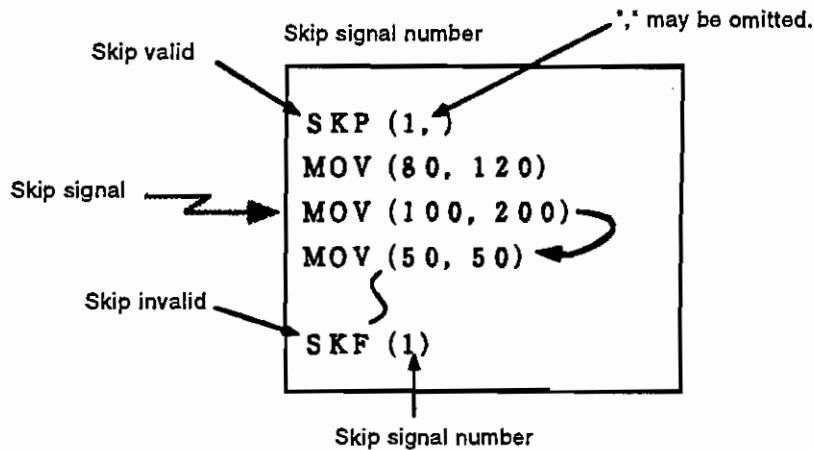 "," may be omitted.
Skip signal number
Skip valid
SKP (1, )
MOV (80, 120)
Skip signal
MOV (100, 200)
MOV (50, 50)
Skip invalid
SKF (1)
Skip signal number